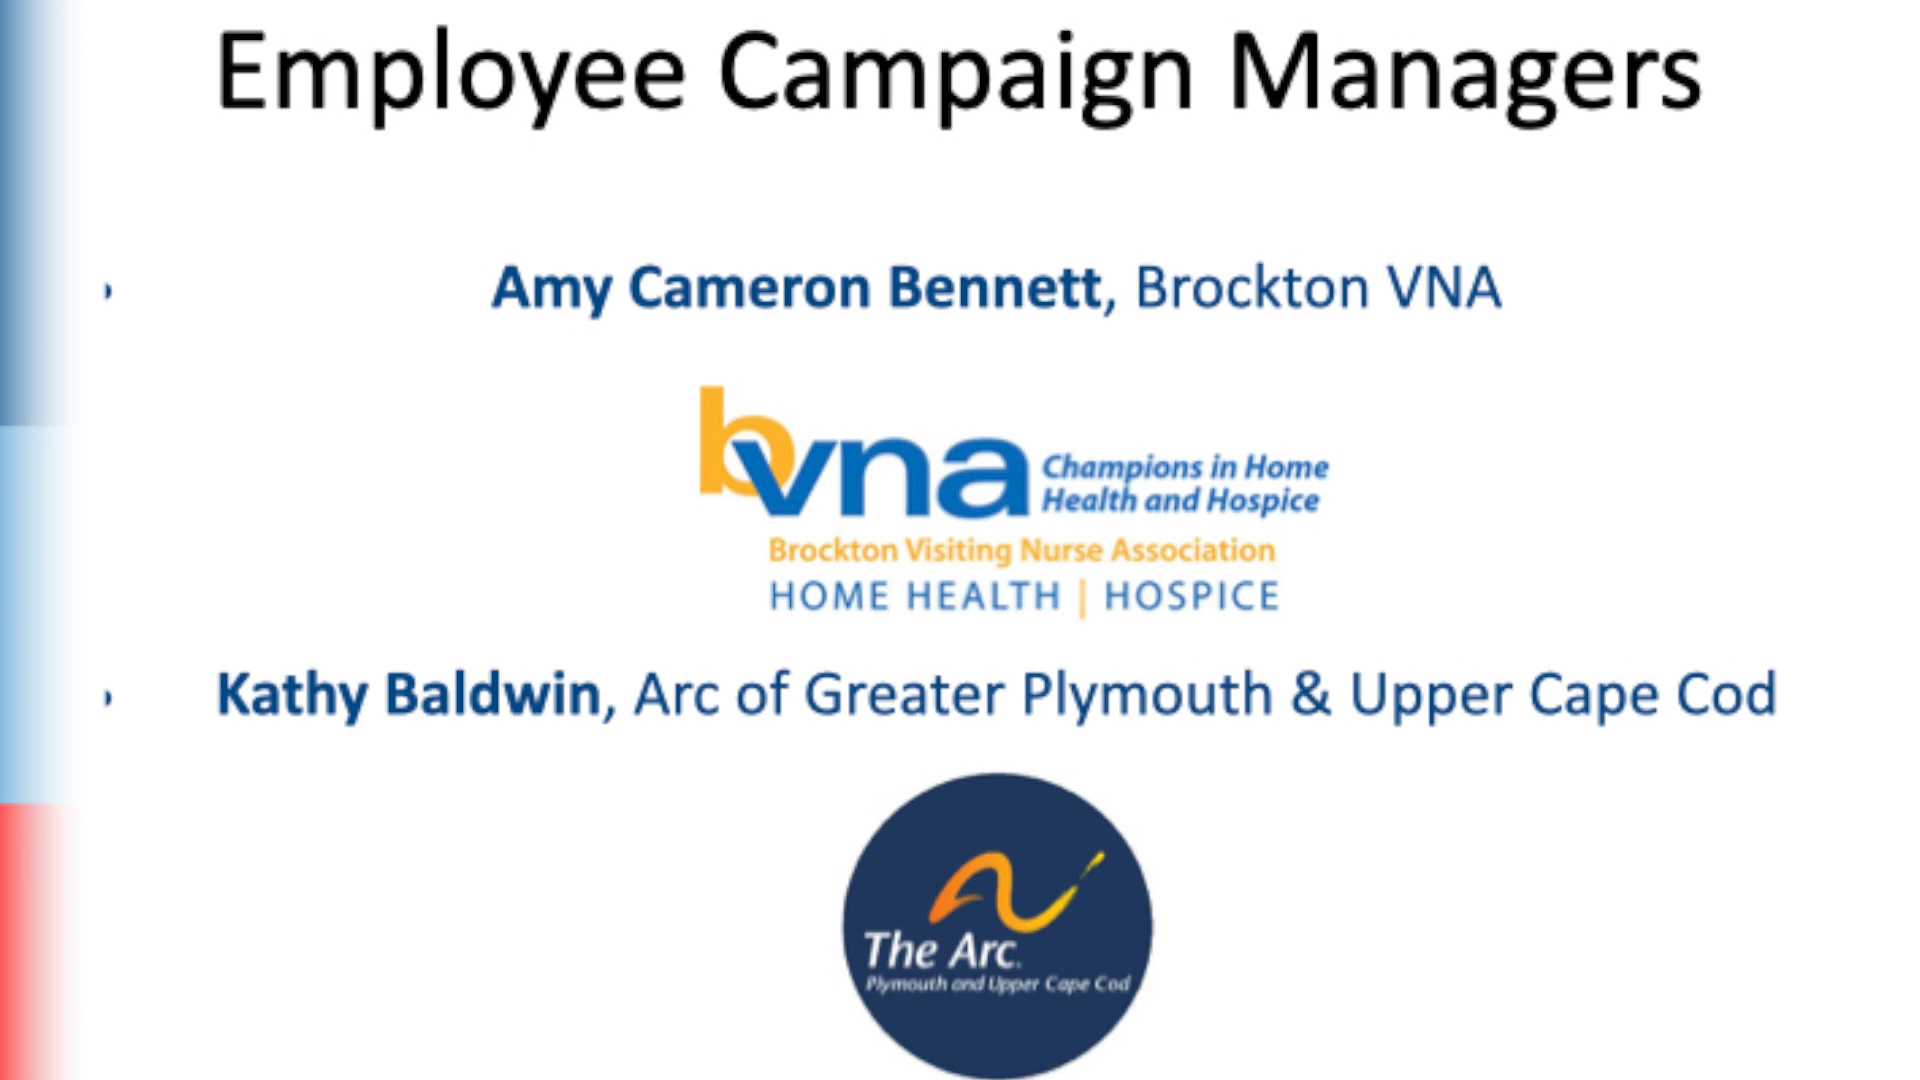 Employee Campaign Managers
Amy Cameron Bennett, Brockton VNA
bvna
Champions in Home
Health and Hospice
Brockton Visiting Nurse Association
HOME HEALTH | HOSPICE
Kathy Baldwin, Arc of Greater Plymouth & Upper Cape Cod
The Arc.
Plymouth and Upper Cape Cod